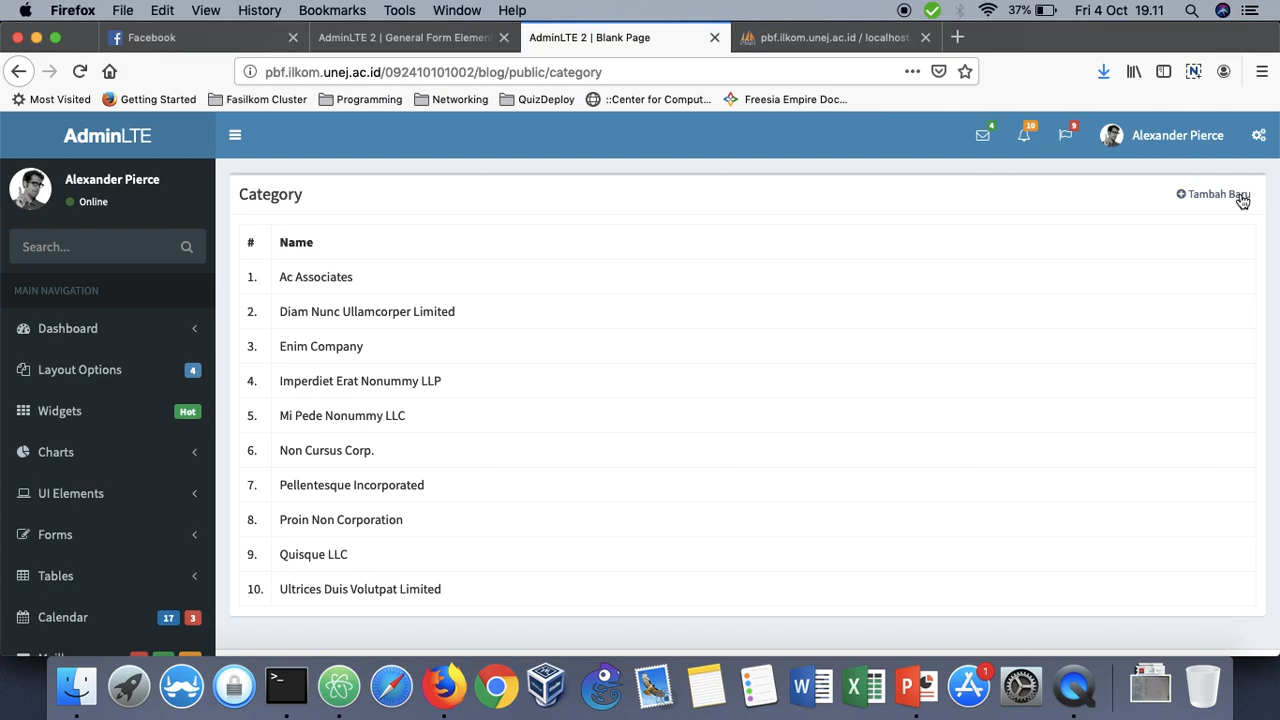 Firefox File Edit View History Bookmarks Tools Window Help 37% Fri 4 Oct 19.11
Facebook AdminLTE 2 | General Form Elemen AdminLTE 2 | Blank Page pbf.ilkom.unej.ac.id / localhost
pbf.ilkom.unej.ac.id/092410101002/blog/public/category
Most Visited Getting Started Fasilkom Cluster Programming Networking QuizDeploy ::Center for Comput... Freesia Empire Doc...
AdminLTE 4 10 9 Alexander Pierce
Alexander Pierce
Online
Search...
MAIN NAVIGATION
Dashboard
Layout Options 4
Widgets Hot
Charts
UI Elements
Forms
Tables
Calendar 17 3
Category Tambah Baru
# Name
1. Ac Associates
2. Diam Nunc Ullamcorper Limited
3. Enim Company
4. Imperdiet Erat Nonummy LLP
5. Mi Pede Nonummy LLC
6. Non Cursus Corp.
7. Pellentesque Incorporated
8. Proin Non Corporation
9. Quisque LLC
10. Ultrices Duis Volutpat Limited
1